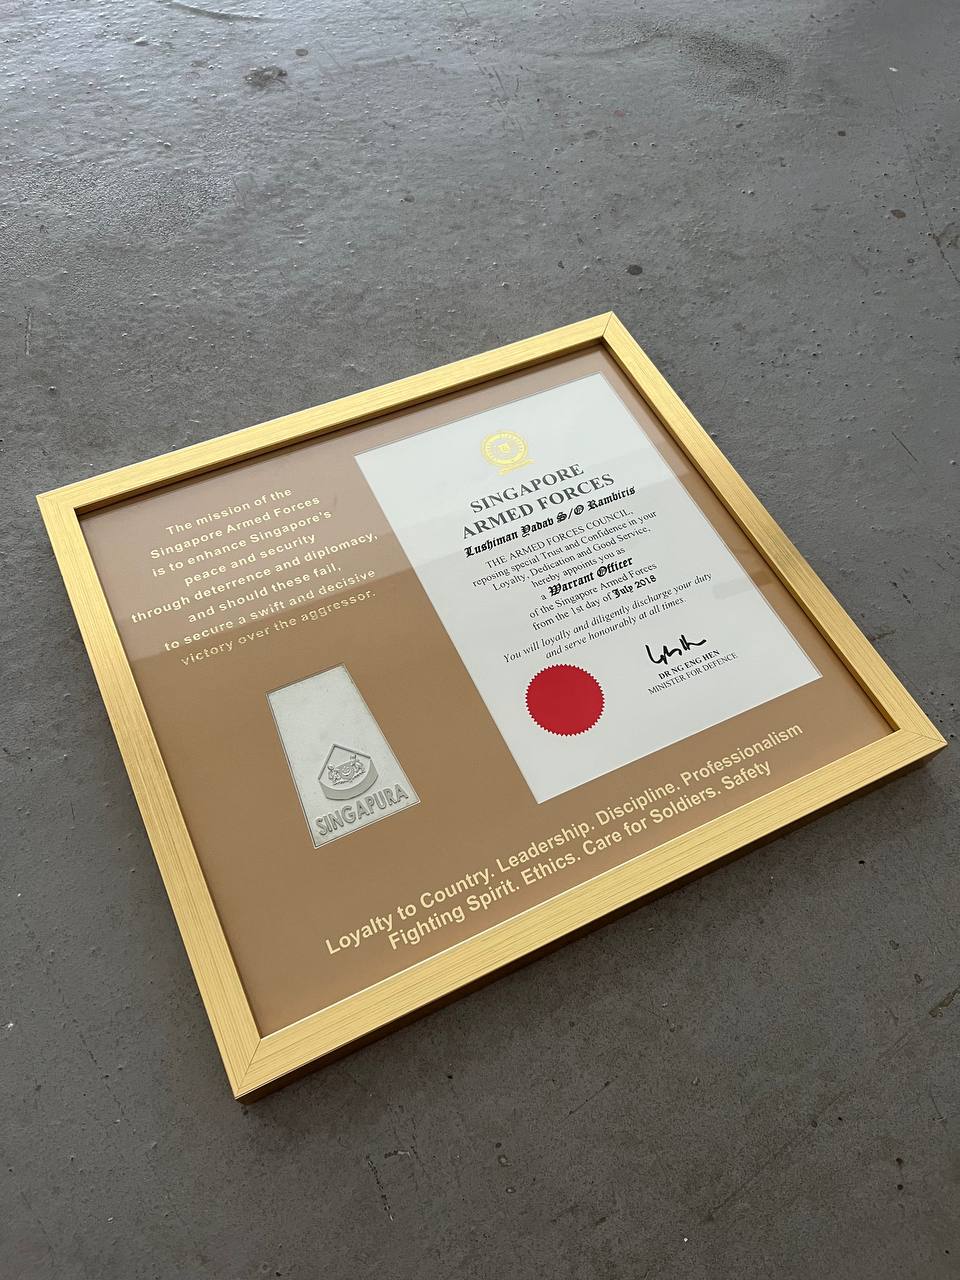 The mission of the
Singapore Armed Forces
is to enhance Singapore's
peace and security
through deterrence and diplomacy,
and should these fail,
to secure a swift and decisive
victory over the aggressor.
SINGAPURA
SINGAPORE
ARMED FORCES
Lushiman Yadav S/O Rambiris
THE ARMED FORCES COUNCIL,
reposing special Trust and Confidence in your
Loyalty, Dedication and Good Service,
hereby appoints you as
a Warrant Officer
of the Singapore Armed Forces
from the 1st day of July 2018
You will loyally and diligently discharge your duty
and serve honourably at all times.
DR NG ENG HEN
MINISTER FOR DEFENCE
Loyalty to Country. Leadership. Discipline. Professionalism
Fighting Spirit. Ethics. Care for Soldiers. Safety